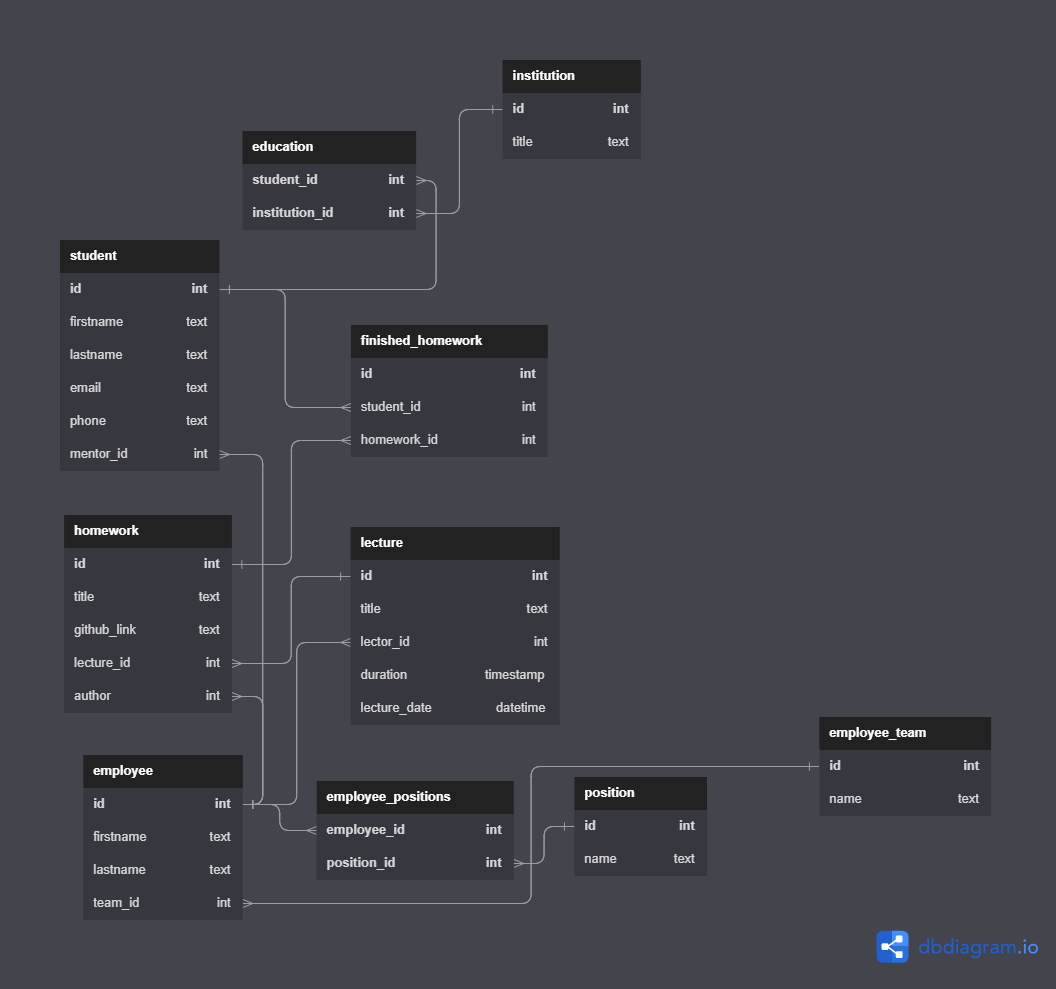 institution
id int
title text
education
student_id int
institution_id int
student
id int
firstname text
lastname text
email text
phone text
mentor_id int
finished_homework
id int
student_id int
homework_id int
homework
id int
title text
github_link text
lecture_id int
author int
lecture
id int
title text
lector_id int
duration timestamp
lecture_date datetime
employee_team
id int
name text
employee
id int
firstname text
lastname text
team_id int
employee_positions
employee_id int
position_id int
position
id int
name text
dbdiagram.io